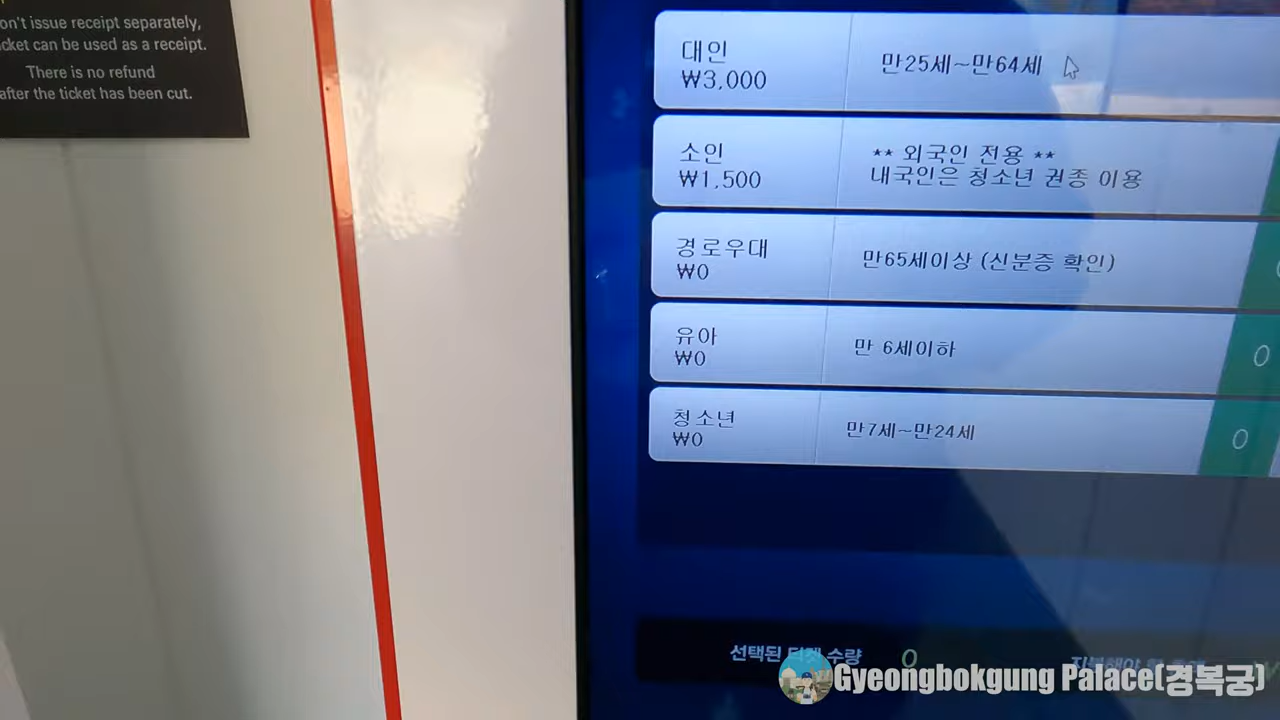 on't issue receipt separately,
cket can be used as a receipt.
There is no refund
after the ticket has been cut.
대인
₩3,000
만25세~만64세
소인
₩1,500
** 외국인 전용 **
내국인은 청소년 권종 이용
경로우대
₩0
만65세이상 (신분증 확인)
유아
₩0
만 6세이하
0
청소년
₩0
만7세~만24세
0
선택된 티켓 수량
0
Gyeongbokgung Palace(경복궁)